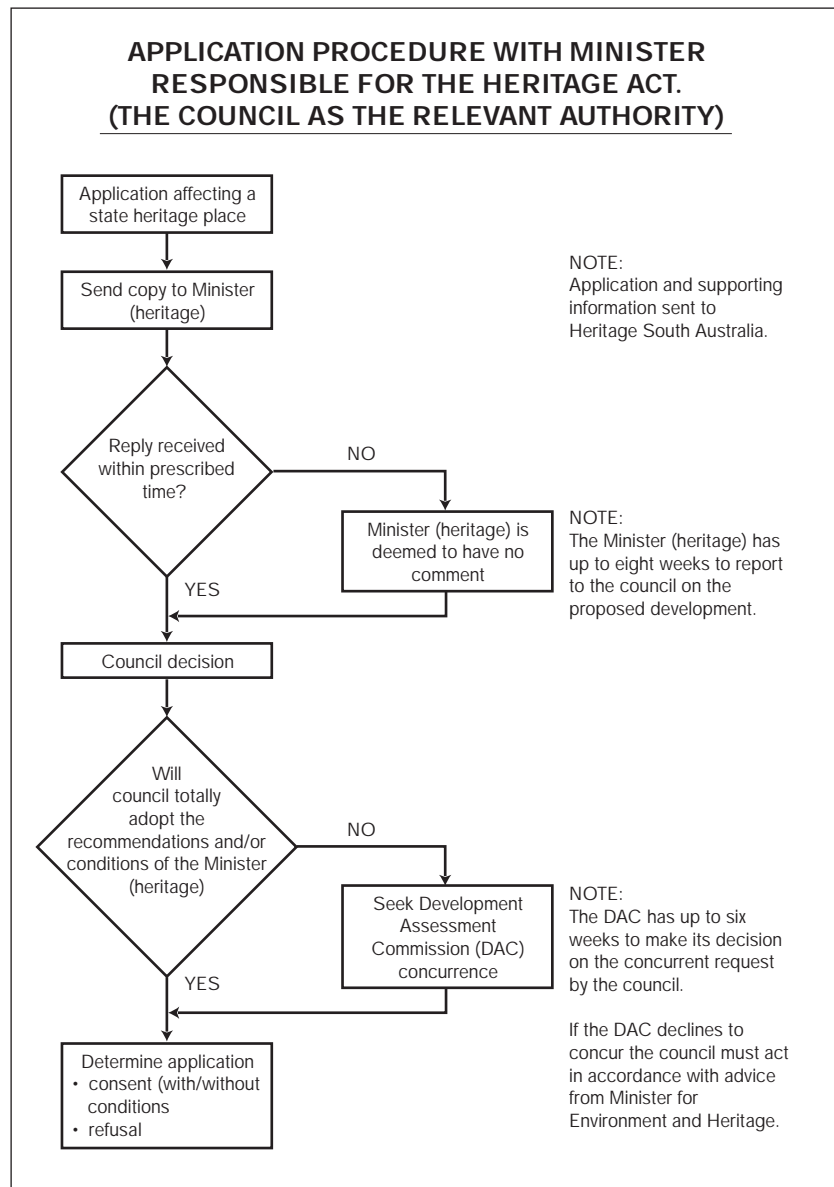 APPLICATION PROCEDURE WITH MINISTER
RESPONSIBLE FOR THE HERITAGE ACT.
(THE COUNCIL AS THE RELEVANT AUTHORITY)
Application affecting a
state heritage place
Send copy to Minister
(heritage)
NOTE:
Application and supporting
information sent to
Heritage South Australia.
Reply received
within prescribed
time?
NO
Minister (heritage) is
deemed to have no
comment
NOTE:
The Minister (heritage) has
up to eight weeks to report
to the council on the
proposed development.
YES
Council decision
Will
council totally
adopt the
recommendations and/or
conditions of the Minister
(heritage)
NO
Seek Development
Assessment
Commission (DAC)
concurrence
NOTE:
The DAC has up to six
weeks to make its decision
on the concurrent request
by the council.
If the DAC declines to
concur the council must act
in accordance with advice
from Minister for
Environment and Heritage.
YES
Determine application
• consent (with/without
conditions
• refusal